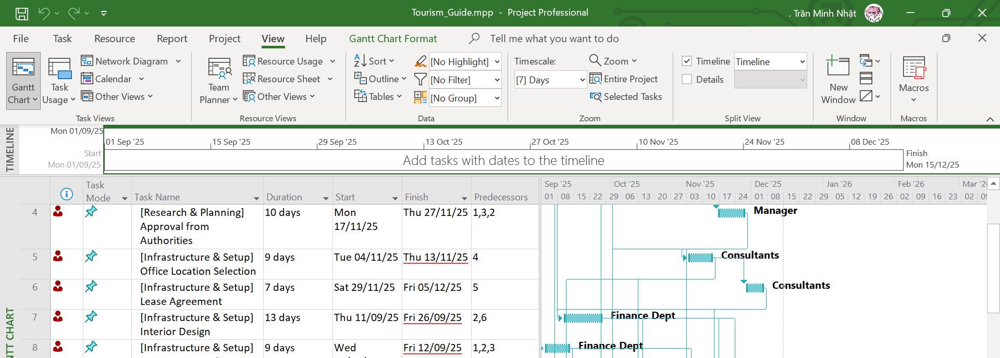 Tourism_Guide.mpp - Project Professional
. Trần Minh Nhật
File Task Resource Report Project View Help Gantt Chart Format Tell me what you want to do
Gantt
Chart
Task
Usage
Network Diagram
Calendar
Other Views
Task Views
Team
Planner
Resource Usage
Resource Sheet
Other Views
Resource Views
Sort
Outline
Tables
[No Highlight]
[No Filter]
[No Group]
Data
Timescale:
[7] Days
Zoom
Entire Project
Selected Tasks
Zoom
Timeline
Timeline
Details
Split View
New
Window
Window
Macros
Macros
TIMELINE
Mon 01/09/25
01 Sep '25 15 Sep '25 29 Sep '25 13 Oct '25 27 Oct '25 10 Nov '25 24 Nov '25 08 Dec '25
Start
Mon 01/09/25
Add tasks with dates to the timeline
Finish
Mon 15/12/25
Task
Mode
Task Name
Duration
Start
Finish
Predecessors
Sep '25 Oct '25 Nov '25 Dec '25 Jan '26 Feb '26
01 08 15 22 29 06 13 20 27 03 10 17 24 01 08 15 22 29 05 12 19 26 02 09 16 23 02
4 [Research & Planning] 10 days Mon Thu 27/11/25 1,3,2
Approval from 17/11/25
Authorities
Manager
5 [Infrastructure & Setup] 9 days Tue 04/11/25 Thu 13/11/25 4
Office Location Selection
Consultants
6 [Infrastructure & Setup] 7 days Sat 29/11/25 Fri 05/12/25 5
Lease Agreement
Consultants
7 [Infrastructure & Setup] 13 days Thu 11/09/25 Fri 26/09/25 2,6
Interior Design
Finance Dept
8 [Infrastructure & Setup] 9 days Wed Fri 12/09/25 1,2,3
Finance Dept